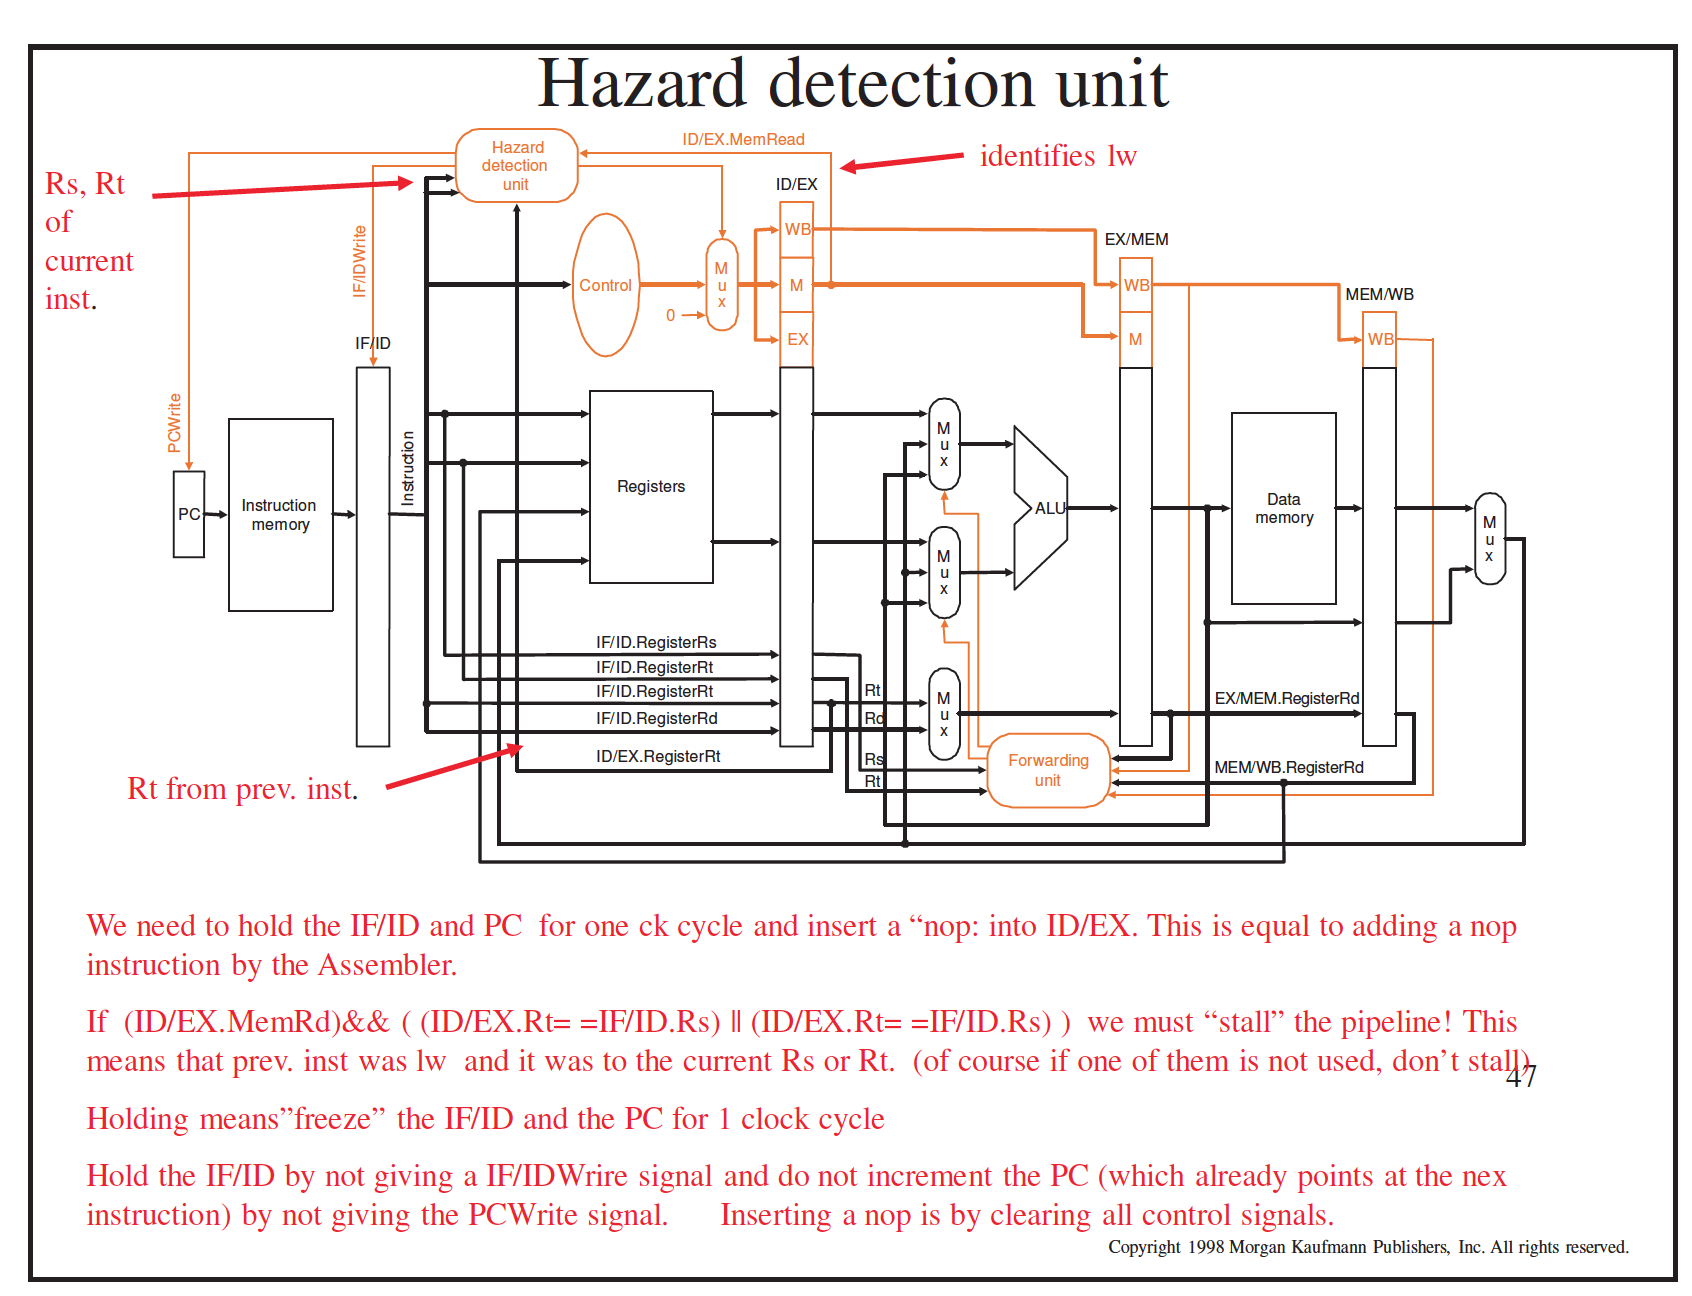 Hazard detection unit
Hazard
detection
unit
ID/EX.MemRead
identifies lw
Rs, Rt
of
current
inst.
ID/EX
WB
EX/MEM
IF/IDWrite
Control
M
u
x
M
WB
MEM/WB
0
EX
M
WB
IF/ID
PCWrite
Instruction
PC
Instruction
memory
Registers
M
u
x
ALU
Data
memory
M
u
x
M
u
x
IF/ID.RegisterRs
IF/ID.RegisterRt
IF/ID.RegisterRt
IF/ID.RegisterRd
Rt
Rd
M
u
x
EX/MEM.RegisterRd
ID/EX.RegisterRt
Rs
Rt
Forwarding
unit
MEM/WB.RegisterRd
Rt from prev. inst.
We need to hold the IF/ID and PC for one ck cycle and insert a “nop: into ID/EX. This is equal to adding a nop
instruction by the Assembler.
If (ID/EX.MemRd)&& ( (ID/EX.Rt= =IF/ID.Rs) || (ID/EX.Rt= =IF/ID.Rs) ) we must “stall” the pipeline! This
means that prev. inst was lw and it was to the current Rs or Rt. (of course if one of them is not used, don’t stall)
47
Holding means”freeze” the IF/ID and the PC for 1 clock cycle
Hold the IF/ID by not giving a IF/IDWrire signal and do not increment the PC (which already points at the nex
instruction) by not giving the PCWrite signal. Inserting a nop is by clearing all control signals.
Copyright 1998 Morgan Kaufmann Publishers, Inc. All rights reserved.